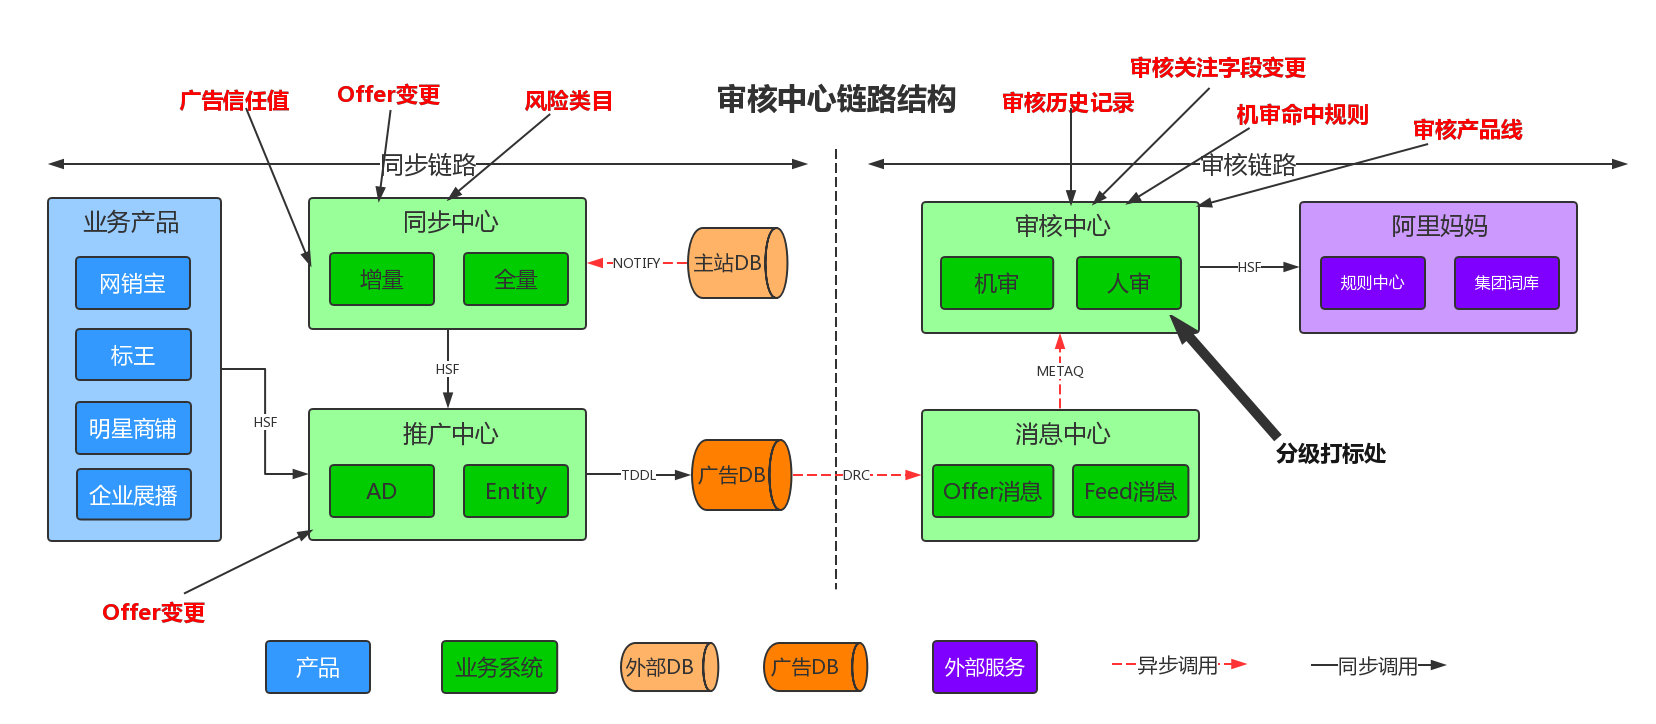 审核中心链路结构
广告信任值
Offer变更
风险类目
审核历史记录
审核关注字段变更
机审命中规则
审核产品线
同步链路
审核链路
业务产品
网销宝
标王
明星商铺
企业展播
HSF
同步中心
增量
全量
NOTIFY
主站DB
HSF
推广中心
AD
Entity
TDDL
广告DB
DRC
Offer变更
审核中心
机审
人审
HSF
阿里妈妈
规则中心
集团词库
METAQ
消息中心
Offer消息
Feed消息
分级打标处
产品
业务系统
外部DB
广告DB
外部服务
异步调用
同步调用